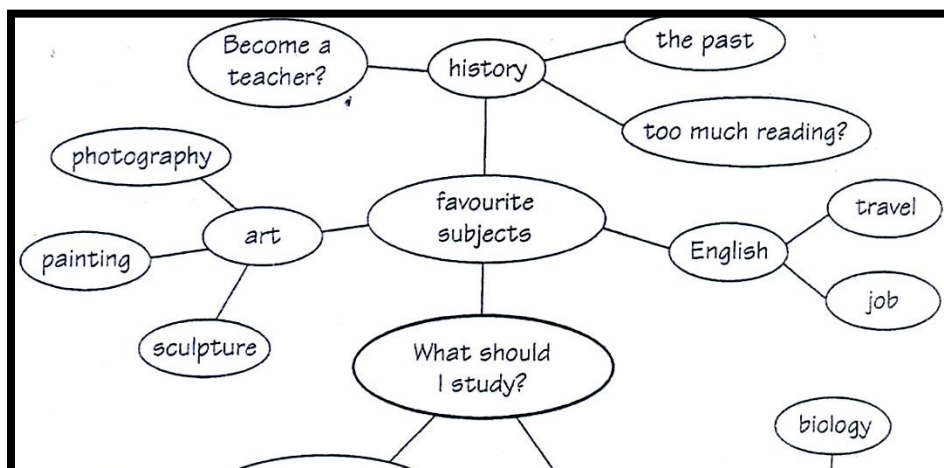 Become a
teacher?
history
the past
too much reading?
photography
art
painting
sculpture
favourite
subjects
English
travel
job
What should
I study?
biology